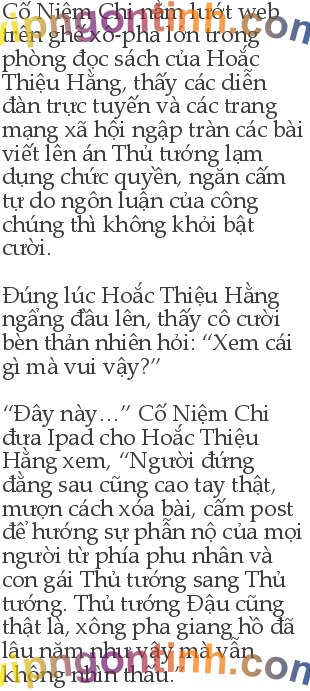 Cố Niệm Chi nằm lướt web
trên ghế xô-pha lớn trong
phòng đọc sách của Hoắc
Thiệu Hằng, thấy các diễn
đàn trực tuyến và các trang
mạng xã hội ngập tràn các bài
viết lên án Thủ tướng lạm
dụng chức quyền, ngăn cấm
tự do ngôn luận của công
chúng thì không khỏi bật
cười.
Đúng lúc Hoắc Thiệu Hằng
ngẩng đầu lên, thấy cô cười
bèn thản nhiên hỏi: “Xem cái
gì mà vui vậy?”
“Đây này...” Cố Niệm Chi
đưa Ipad cho Hoắc Thiệu
Hằng xem, “Người đứng
đằng sau cũng cao tay thật,
mượn cách xóa bài, cấm post
để hướng sự phẫn nộ của mọi
người từ phía phu nhân và
con gái Thủ tướng sang Thủ
tướng. Thủ tướng Đậu cũng
thật là, xông pha giang hồ đã
lâu năm như vậy mà vẫn
không nhìn thấu.”
vipngontinh.com
vipngontinh.com